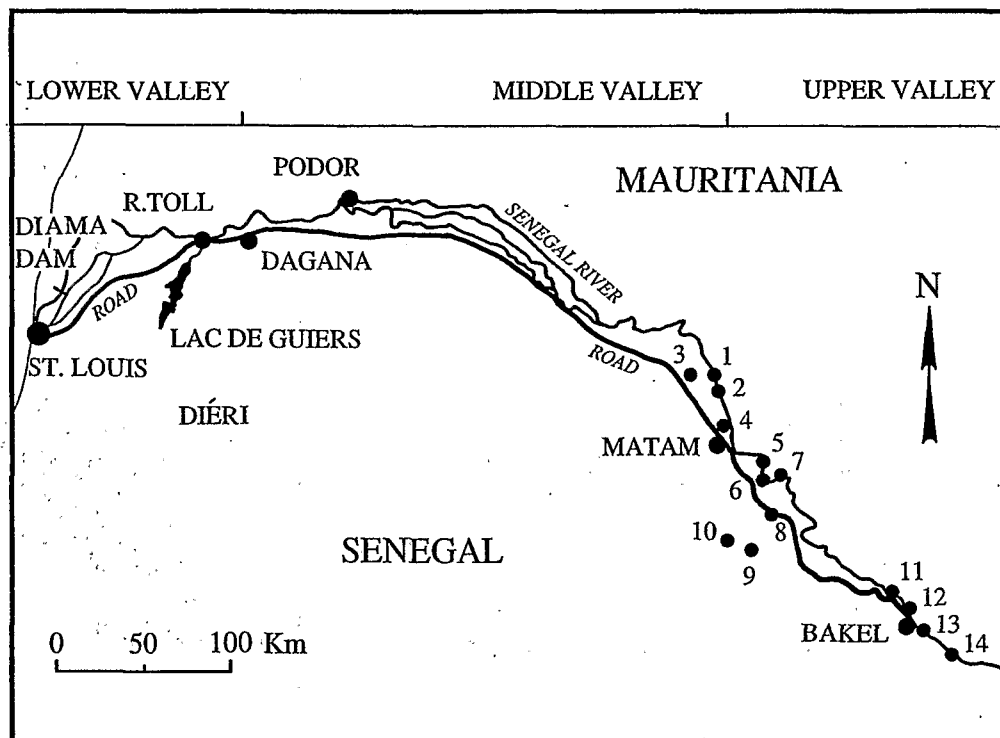 LOWER VALLEY
MIDDLE VALLEY
UPPER VALLEY
PODOR
MAURITANIA
R.TOLL
SENEGAL RIVER
DIAMA
DAM
DAGANA
ROAD
LAC DE GUIERS
ST. LOUIS
ROAD
N
3
1
2
DIÉRI
4
MATAM
5
7
6
8
10
9
SENEGAL
11
12
BAKEL
13
14
0 50 100 Km